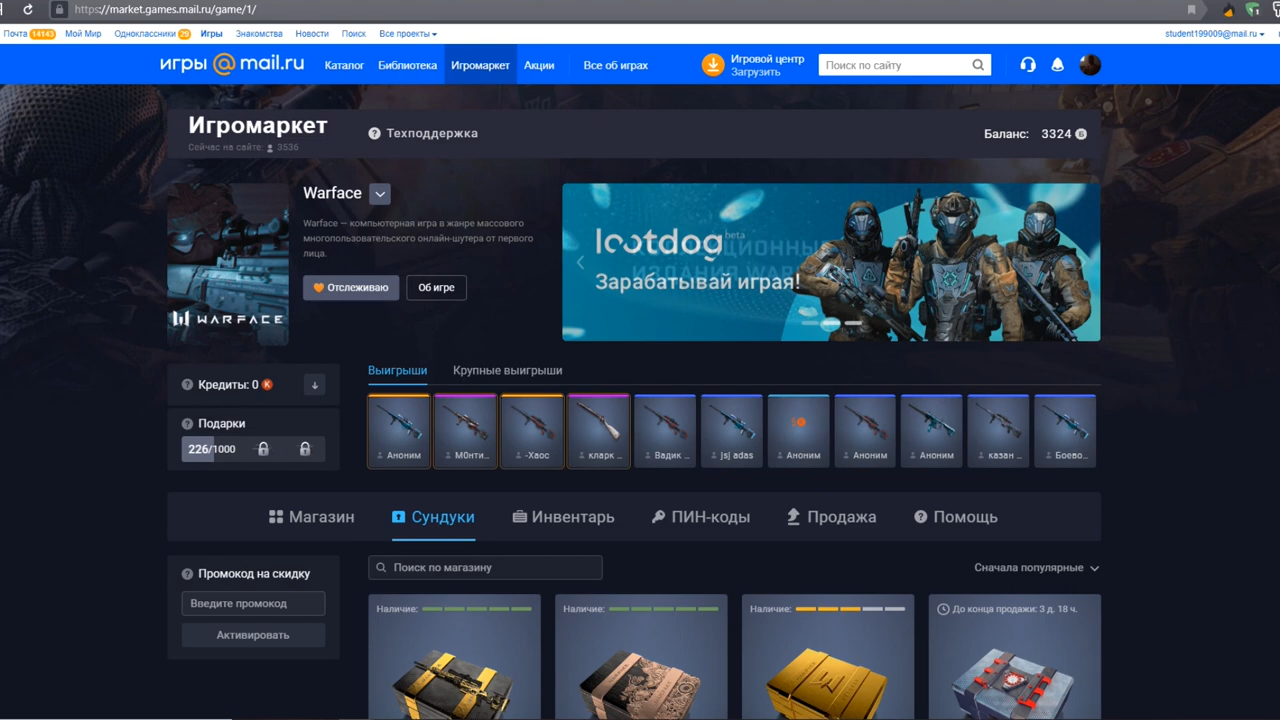 https://market.games.mail.ru/game/1/
Почта 14143 Мой Мир Одноклассники 29 Игры Знакомства Новости Поиск Все проекты
student199009@mail.ru
игры @mail.ru Каталог Библиотека Игромаркет Акции Все об играх
Игровой центр
Загрузить
Поиск по сайту
Игромаркет
Сейчас на сайте: 3536
Техподдержка
Баланс: 3324
Warface
Warface — компьютерная игра в жанре массового
многопользовательского онлайн-шутера от первого
лица.
Отслеживаю Об игре
WARFACE
lootdog beta
Зарабатывай играя!
Кредиты: 0 К
Подарки
226/1000
Выигрыши Крупные выигрыши
Аноним М0нти... -Хаос кларк ... Вадик ... jsj adas Аноним Аноним Аноним казан ... Боево...
Магазин Сундуки Инвентарь ПИН-коды Продажа Помощь
Промокод на скидку
Введите промокод
Активировать
Поиск по магазину
Сначала популярные
Наличие: Наличие: Наличие: До конца продажи: 3 д. 18 ч.